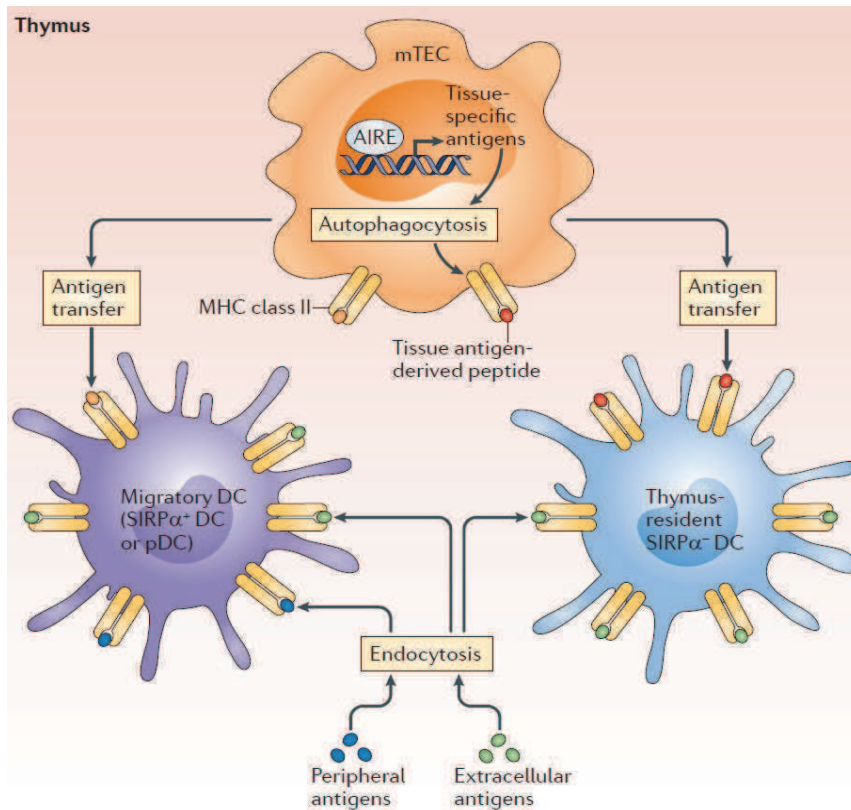 Thymus
mTEC
Tissue-
specific
antigens
AIRE
Autophagocytosis
Antigen
transfer
MHC class II
Tissue antigen-
derived peptide
Antigen
transfer
Migratory DC
(SIRPα⁺ DC
or pDC)
Thymus-
resident
SIRPα⁻ DC
Endocytosis
Peripheral
antigens
Extracellular
antigens